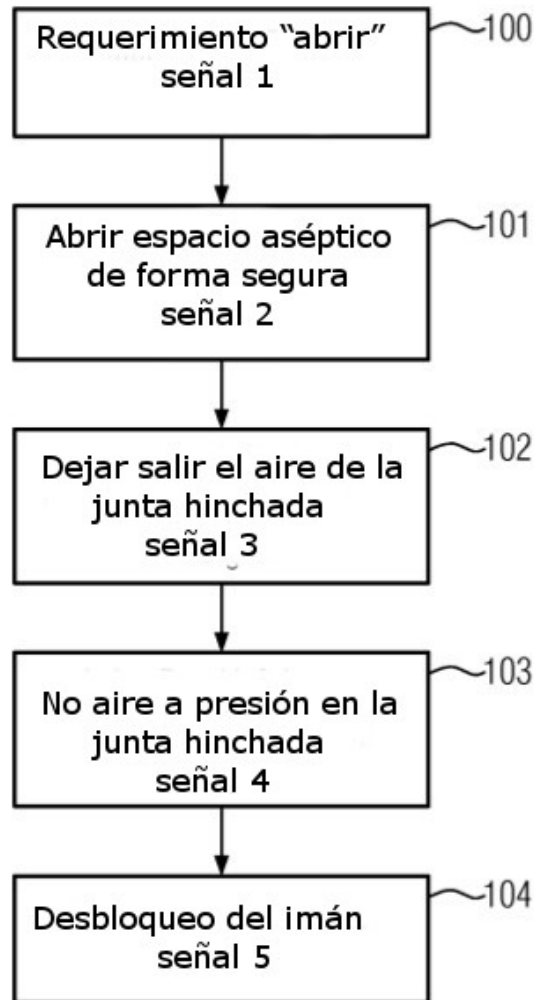 Requerimiento “abrir”
señal 1
100
Abrir espacio aséptico
de forma segura
señal 2
101
Dejar salir el aire de la
junta hinchada
señal 3
102
No aire a presión en la
junta hinchada
señal 4
103
Desbloqueo del imán
señal 5
104